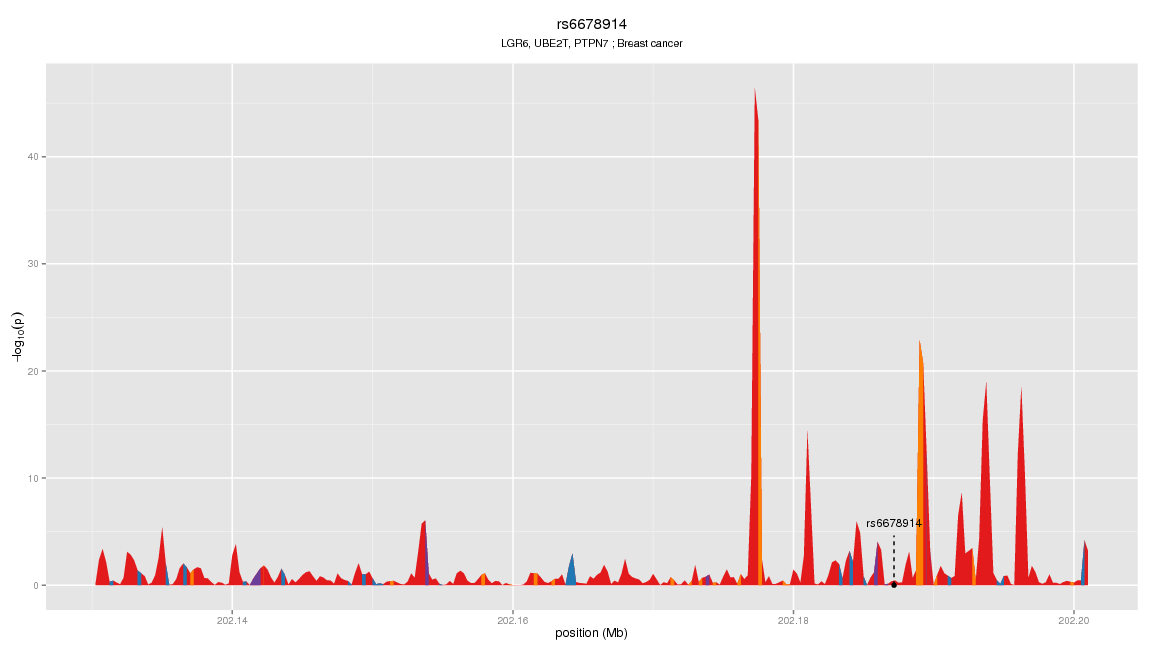 rs6678914
LGR6, UBE2T, PTPN7 ; Breast cancer
−log10(p)
40
30
20
10
0
rs6678914
202.14
202.16
202.18
202.20
position (Mb)